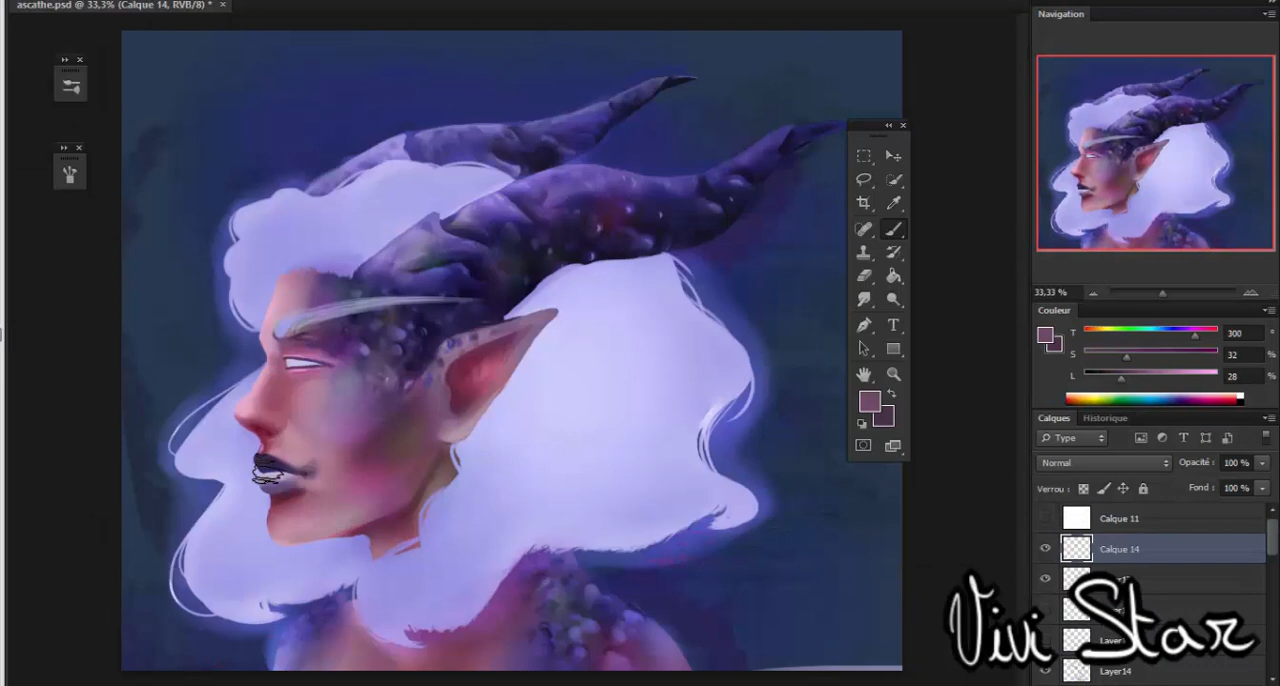 ascathe.psd @ 33,3% (Calque 14, RVB/8) *
Navigation
33,33 %
Couleur
T 300 °
S 32 %
L 28 %
Calques Historique
Type
Normal Opacité : 100 %
Verrou : Fond : 100 %
Calque 11
Calque 14
Layer14
Vivi Star